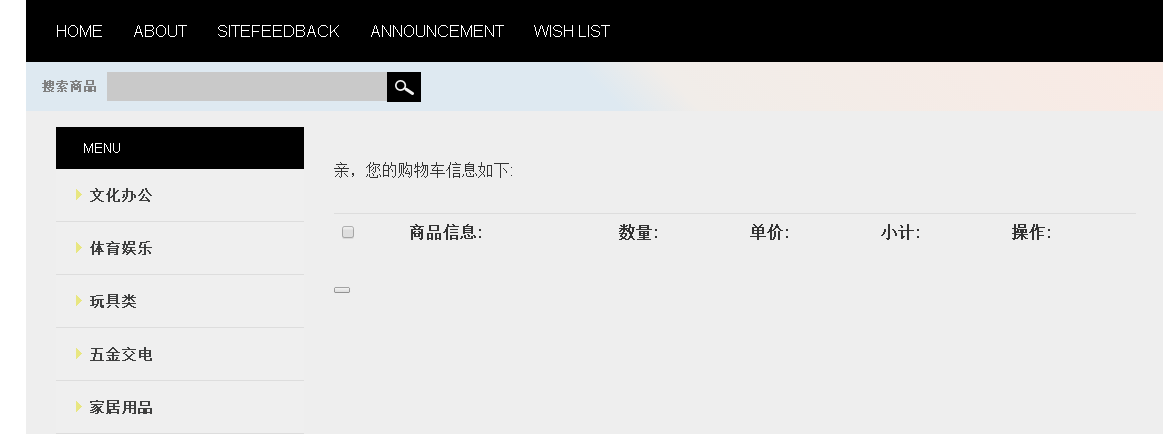 HOME ABOUT SITEFEEDBACK ANNOUNCEMENT WISH LIST
搜索商品
MENU
文化办公
体育娱乐
玩具类
五金交电
家居用品
亲，您的购物车信息如下:
商品信息: 数量: 单价: 小计: 操作: